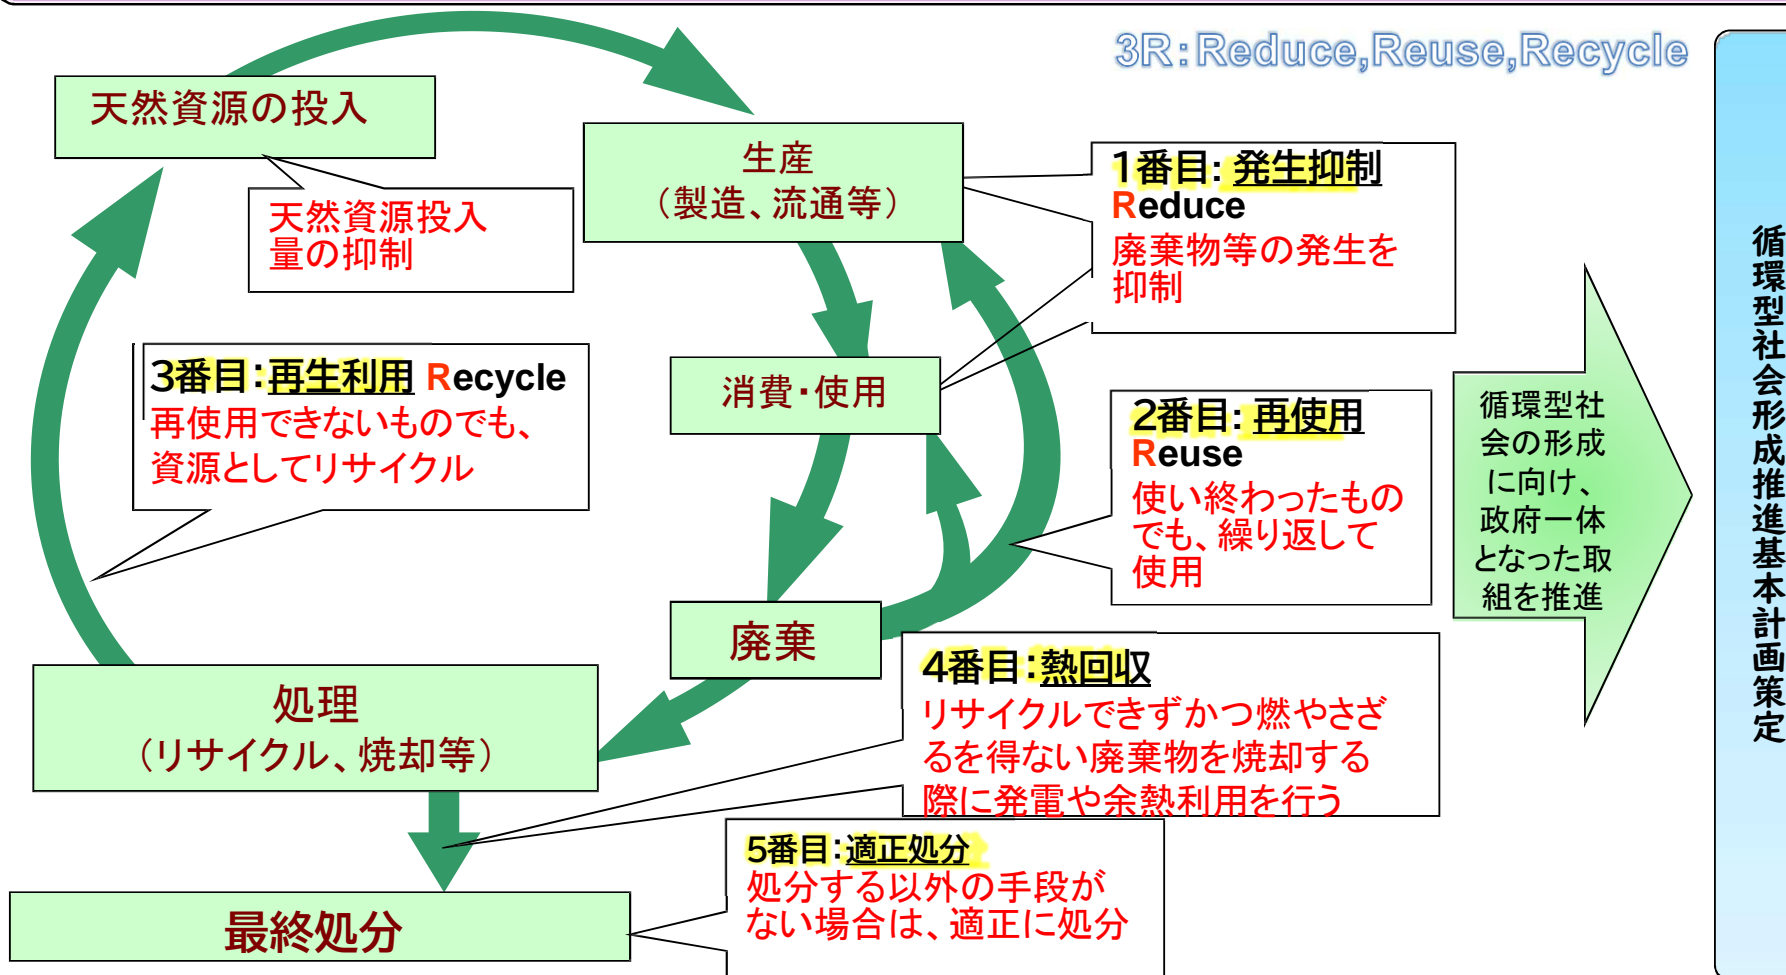 3R:Reduce,Reuse,Recycle
天然資源の投入
生産
(製造、流通等)
1番目:発生抑制
Reduce
廃棄物等の発生を
抑制
天然資源投入
量の抑制
3番目:再生利用 Recycle
再使用できないものでも、
資源としてリサイクル
消費・使用
2番目:再使用
Reuse
使い終わったもの
でも、繰り返して
使用
循環型社
会の形成
に向け、
政府一体
となった取
組を推進
循環型社会形成推進基本計画策定
廃棄
処理
(リサイクル、焼却等)
4番目:熱回収
リサイクルできずかつ燃やさざ
るを得ない廃棄物を焼却する
際に発電や余熱利用を行う
5番目:適正処分
処分する以外の手段が
ない場合は、適正に処分
最終処分